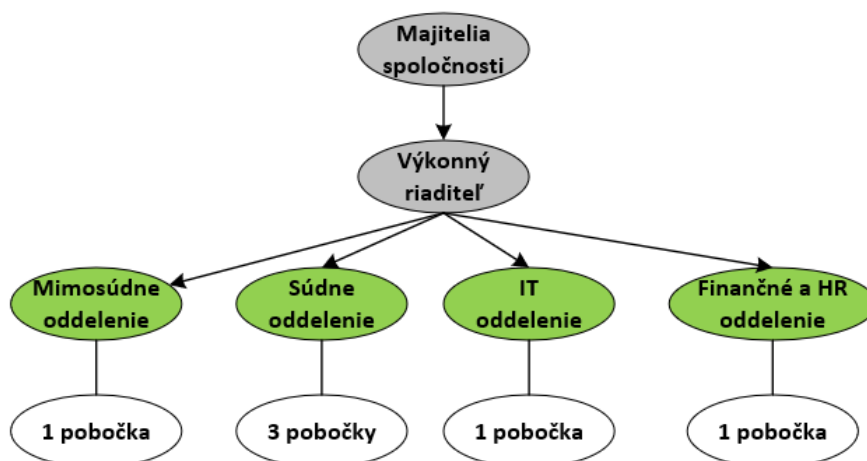 Majitelia
spoločnosti
Výkonný
riaditeľ
Mimosúdne
oddelenie
Súdne
oddelenie
IT
oddelenie
Finančné a HR
oddelenie
1 pobočka
3 pobočky
1 pobočka
1 pobočka